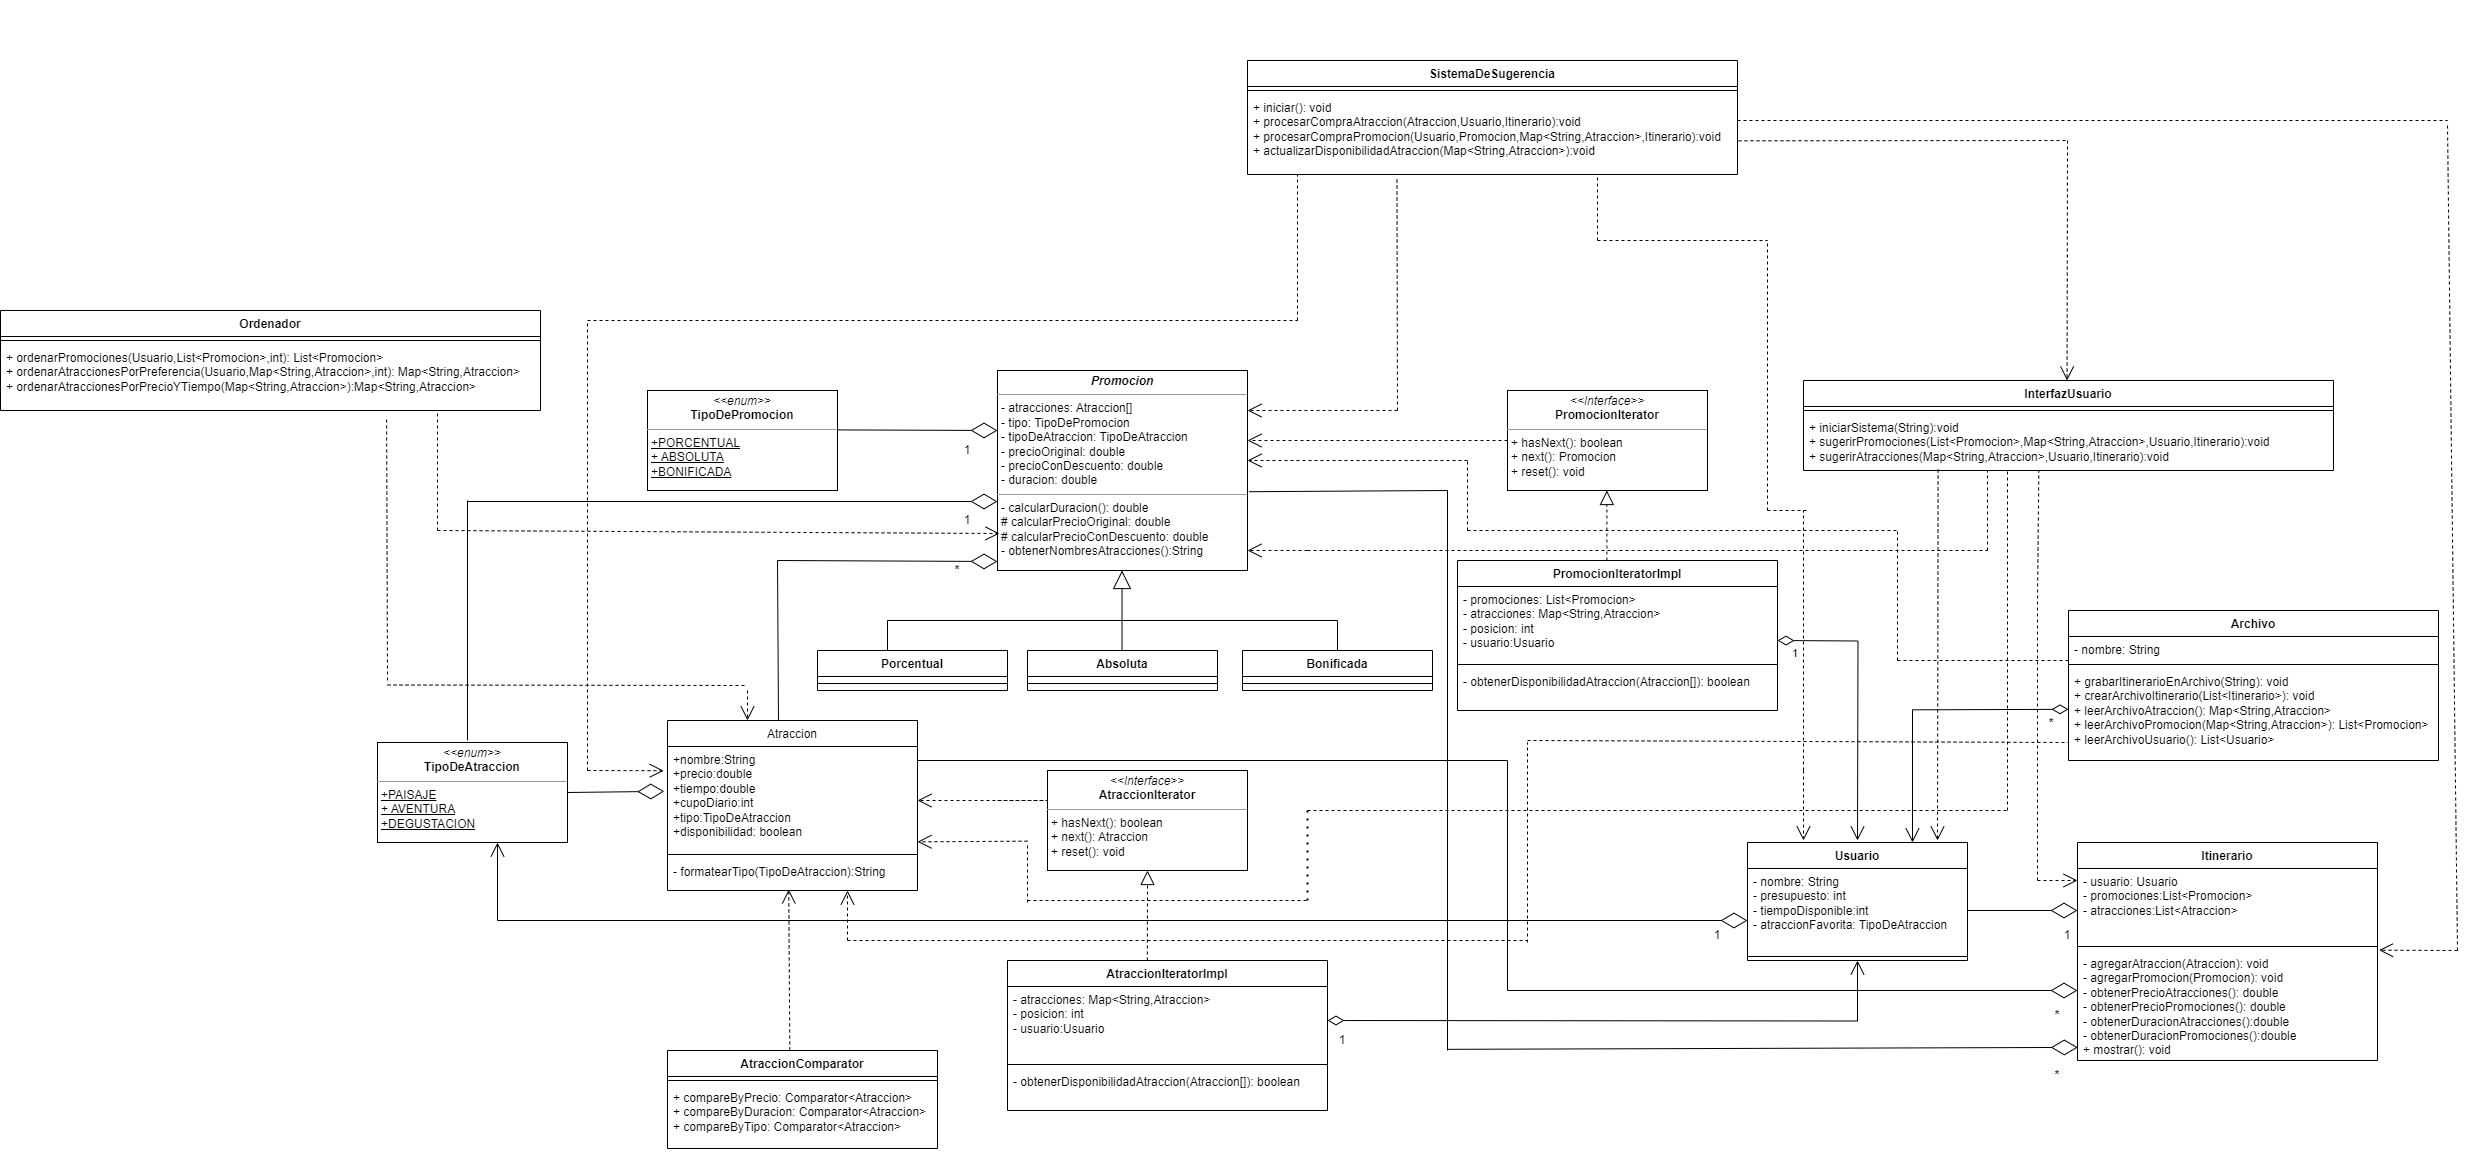 SistemaDeSugerencia
+ iniciar(): void
+ procesarCompraAtraccion(Atraccion,Usuario,Itinerario):void
+ procesarCompraPromocion(Usuario,Promocion,Map<String,Atraccion>,Itinerario):void
+ actualizarDisponibilidadAtraccion(Map<String,Atraccion>):void
Ordenador
+ ordenarPromociones(Usuario,List<Promocion>,int): List<Promocion>
+ ordenarAtraccionesPorPreferencia(Usuario,Map<String,Atraccion>,int): Map<String,Atraccion>
+ ordenarAtraccionesPorPrecioYTiempo(Map<String,Atraccion>):Map<String,Atraccion>
<<enum>>
TipoDePromocion
+PORCENTUAL
+ ABSOLUTA
+BONIFICADA
1
1
*
Promocion
- atracciones: Atraccion[]
- tipo: TipoDePromocion
- tipoDeAtraccion: TipoDeAtraccion
- precioOriginal: double
- precioConDescuento: double
- duracion: double
- calcularDuracion(): double
# calcularPrecioOriginal: double
# calcularPrecioConDescuento: double
- obtenerNombresAtracciones():String
<<Interface>>
PromocionIterator
+ hasNext(): boolean
+ next(): Promocion
+ reset(): void
InterfazUsuario
+ iniciarSistema(String):void
+ sugerirPromociones(List<Promocion>,Map<String,Atraccion>,Usuario,Itinerario):void
+ sugerirAtracciones(Map<String,Atraccion>,Usuario,Itinerario):void
PromocionIteratorImpl
- promociones: List<Promocion>
- atracciones: Map<String,Atraccion>
- posicion: int
- usuario:Usuario
- obtenerDisponibilidadAtraccion(Atraccion[]): boolean
1
Porcentual
Absoluta
Bonificada
Archivo
- nombre: String
+ grabarItinerarioEnArchivo(String): void
+ crearArchivoItinerario(List<Itinerario>): void
+ leerArchivoAtraccion(): Map<String,Atraccion>
+ leerArchivoPromocion(Map<String,Atraccion>): List<Promocion>
+ leerArchivoUsuario(): List<Usuario>
*
<<enum>>
TipoDeAtraccion
+PAISAJE
+ AVENTURA
+DEGUSTACION
Atraccion
+nombre:String
+precio:double
+tiempo:double
+cupoDiario:int
+tipo:TipoDeAtraccion
+disponibilidad: boolean
- formatearTipo(TipoDeAtraccion):String
<<Interface>>
AtraccionIterator
+ hasNext(): boolean
+ next(): Atraccion
+ reset(): void
Usuario
- nombre: String
- presupuesto: int
- tiempoDisponible:int
- atraccionFavorita: TipoDeAtraccion
1
Itinerario
- usuario: Usuario
- promociones:List<Promocion>
- atracciones:List<Atraccion>
- agregarAtraccion(Atraccion): void
- agregarPromocion(Promocion): void
- obtenerPrecioAtracciones(): double
- obtenerPrecioPromociones(): double
- obtenerDuracionAtracciones():double
- obtenerDuracionPromociones():double
+ mostrar(): void
1
*
*
AtraccionIteratorImpl
- atracciones: Map<String,Atraccion>
- posicion: int
- usuario:Usuario
- obtenerDisponibilidadAtraccion(Atraccion[]): boolean
1
AtraccionComparator
+ compareByPrecio: Comparator<Atraccion>
+ compareByDuracion: Comparator<Atraccion>
+ compareByTipo: Comparator<Atraccion>